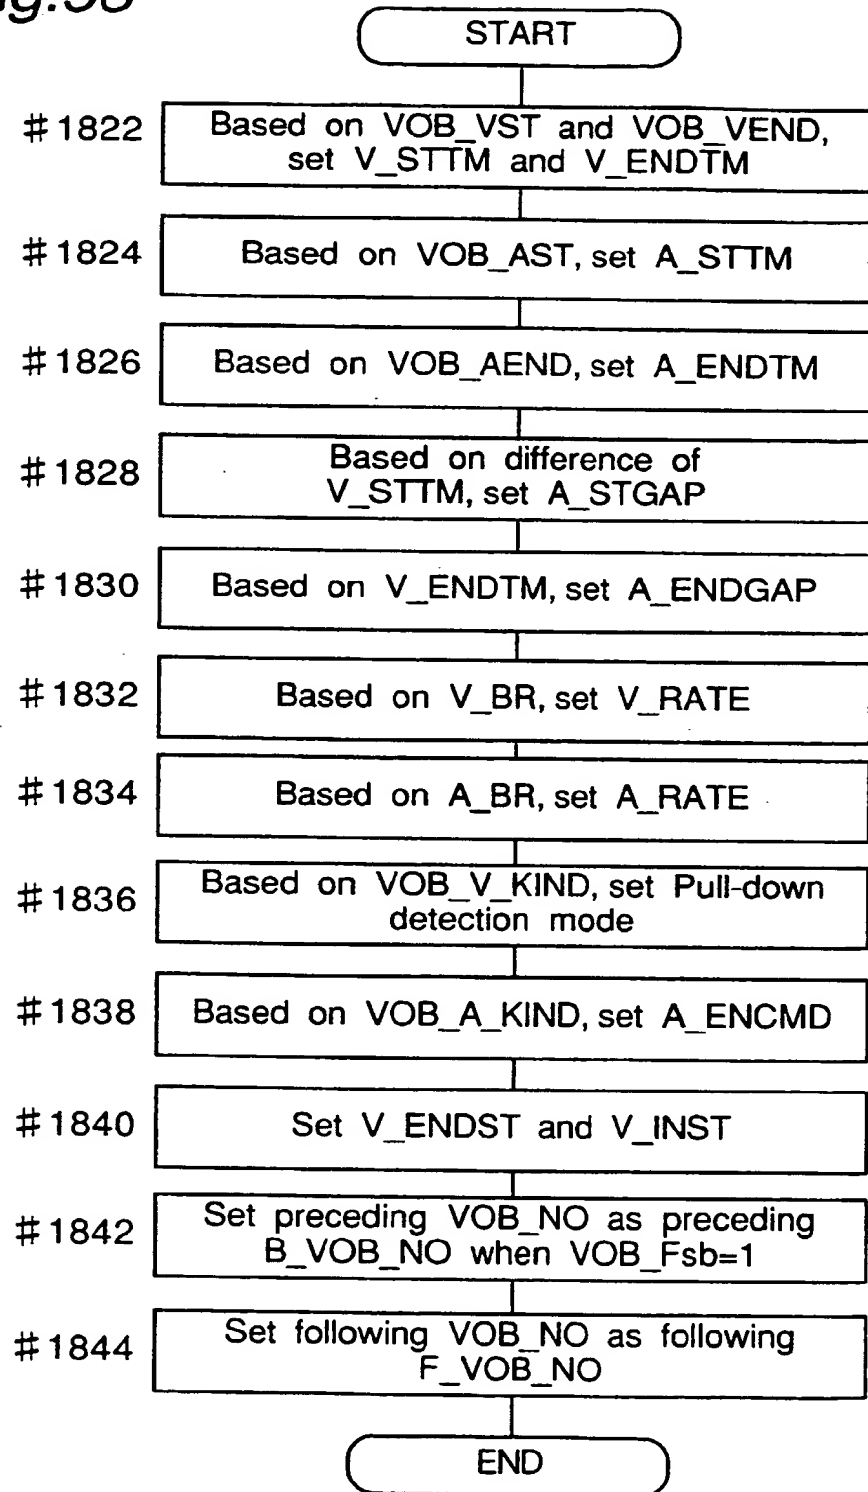 START
#1822
Based on VOB_VST and VOB_VEND,
set V_STTM and V_ENDTM
#1824
Based on VOB_AST, set A_STTM
#1826
Based on VOB_AEND, set A_ENDTM
#1828
Based on difference of
V_STTM, set A_STGAP
#1830
Based on V_ENDTM, set A_ENDGAP
#1832
Based on V_BR, set V_RATE
#1834
Based on A_BR, set A_RATE
#1836
Based on VOB_V_KIND, set Pull-down
detection mode
#1838
Based on VOB_A_KIND, set A_ENCMD
#1840
Set V_ENDST and V_INST
#1842
Set preceding VOB_NO as preceding
B_VOB_NO when VOB_Fsb=1
#1844
Set following VOB_NO as following
F_VOB_NO
END